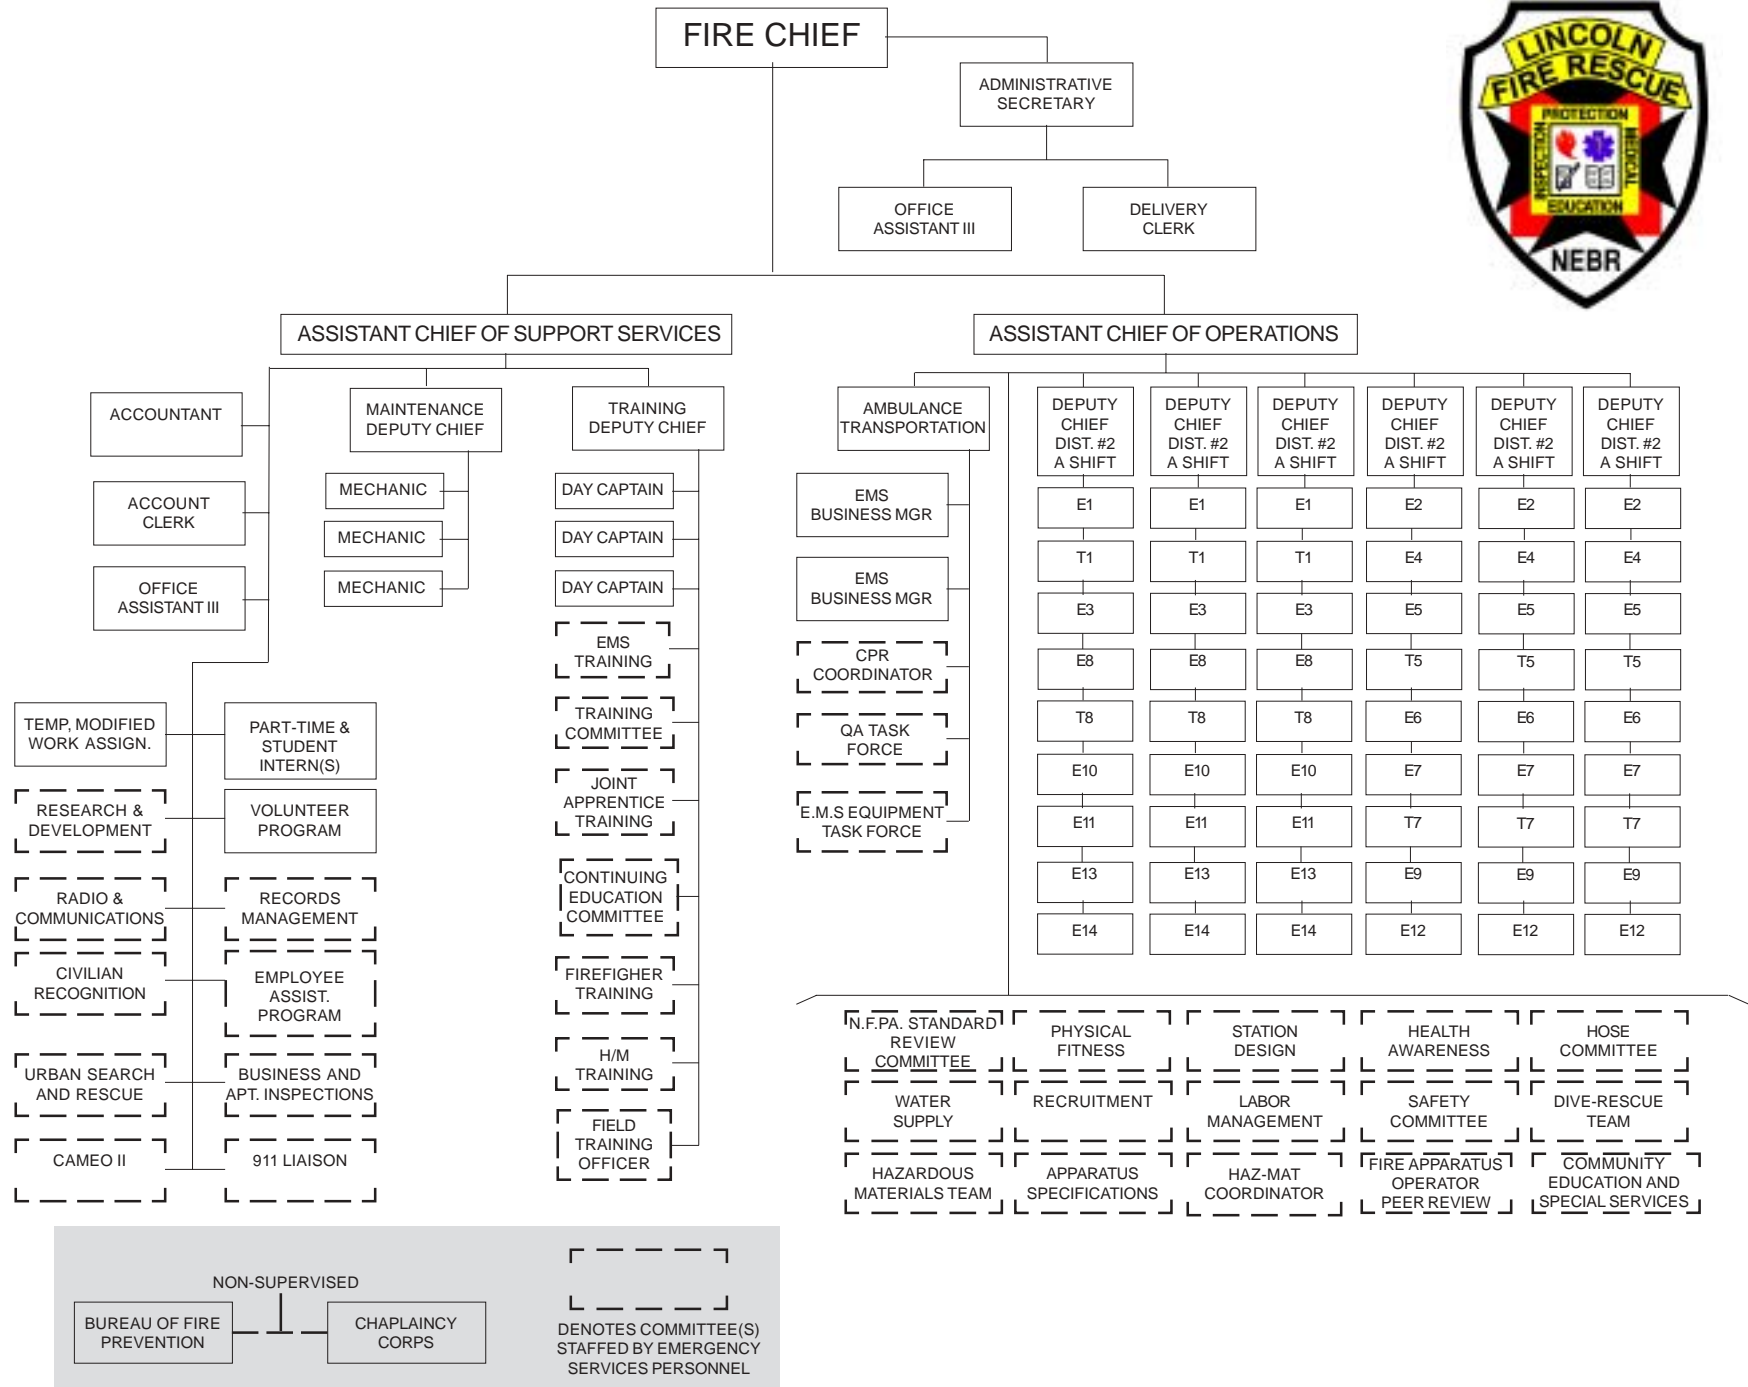 FIRE CHIEF
ADMINISTRATIVE
SECRETARY
OFFICE
ASSISTANT III
DELIVERY
CLERK
LINCOLN
FIRE RESCUE
PROTECTION
INSPECTION
MEDICAL
EDUCATION
NEBR
ASSISTANT CHIEF OF SUPPORT SERVICES
ASSISTANT CHIEF OF OPERATIONS
ACCOUNTANT
ACCOUNT
CLERK
OFFICE
ASSISTANT III
MAINTENANCE
DEPUTY CHIEF
MECHANIC
MECHANIC
MECHANIC
TRAINING
DEPUTY CHIEF
DAY CAPTAIN
DAY CAPTAIN
DAY CAPTAIN
EMS
TRAINING
TRAINING
COMMITTEE
JOINT
APPRENTICE
TRAINING
CONTINUING
EDUCATION
COMMITTEE
FIREFIGHER
TRAINING
H/M
TRAINING
FIELD
TRAINING
OFFICER
TEMP, MODIFIED
WORK ASSIGN.
PART-TIME &
STUDENT
INTERN(S)
RESEARCH &
DEVELOPMENT
VOLUNTEER
PROGRAM
RADIO &
COMMUNICATIONS
RECORDS
MANAGEMENT
CIVILIAN
RECOGNITION
EMPLOYEE
ASSIST.
PROGRAM
URBAN SEARCH
AND RESCUE
BUSINESS AND
APT. INSPECTIONS
CAMEO II
911 LIAISON
AMBULANCE
TRANSPORTATION
EMS
BUSINESS MGR
EMS
BUSINESS MGR
CPR
COORDINATOR
QA TASK
FORCE
E.M.S EQUIPMENT
TASK FORCE
DEPUTY
CHIEF
DIST. #2
A SHIFT
E1
T1
E3
E8
T8
E10
E11
E13
E14
DEPUTY
CHIEF
DIST. #2
A SHIFT
E1
T1
E3
E8
T8
E10
E11
E13
E14
DEPUTY
CHIEF
DIST. #2
A SHIFT
E1
T1
E3
E8
T8
E10
E11
E13
E14
DEPUTY
CHIEF
DIST. #2
A SHIFT
E2
E4
E5
T5
E6
E7
T7
E9
E12
DEPUTY
CHIEF
DIST. #2
A SHIFT
E2
E4
E5
T5
E6
E7
T7
E9
E12
DEPUTY
CHIEF
DIST. #2
A SHIFT
E2
E4
E5
T5
E6
E7
T7
E9
E12
N.F.PA. STANDARD
REVIEW
COMMITTEE
PHYSICAL
FITNESS
STATION
DESIGN
HEALTH
AWARENESS
HOSE
COMMITTEE
WATER
SUPPLY
RECRUITMENT
LABOR
MANAGEMENT
SAFETY
COMMITTEE
DIVE-RESCUE
TEAM
HAZARDOUS
MATERIALS TEAM
APPARATUS
SPECIFICATIONS
HAZ-MAT
COORDINATOR
FIRE APPARATUS
OPERATOR
PEER REVIEW
COMMUNITY
EDUCATION AND
SPECIAL SERVICES
NON-SUPERVISED
BUREAU OF FIRE
PREVENTION
CHAPLAINCY
CORPS
DENOTES COMMITTEE(S)
STAFFED BY EMERGENCY
SERVICES PERSONNEL